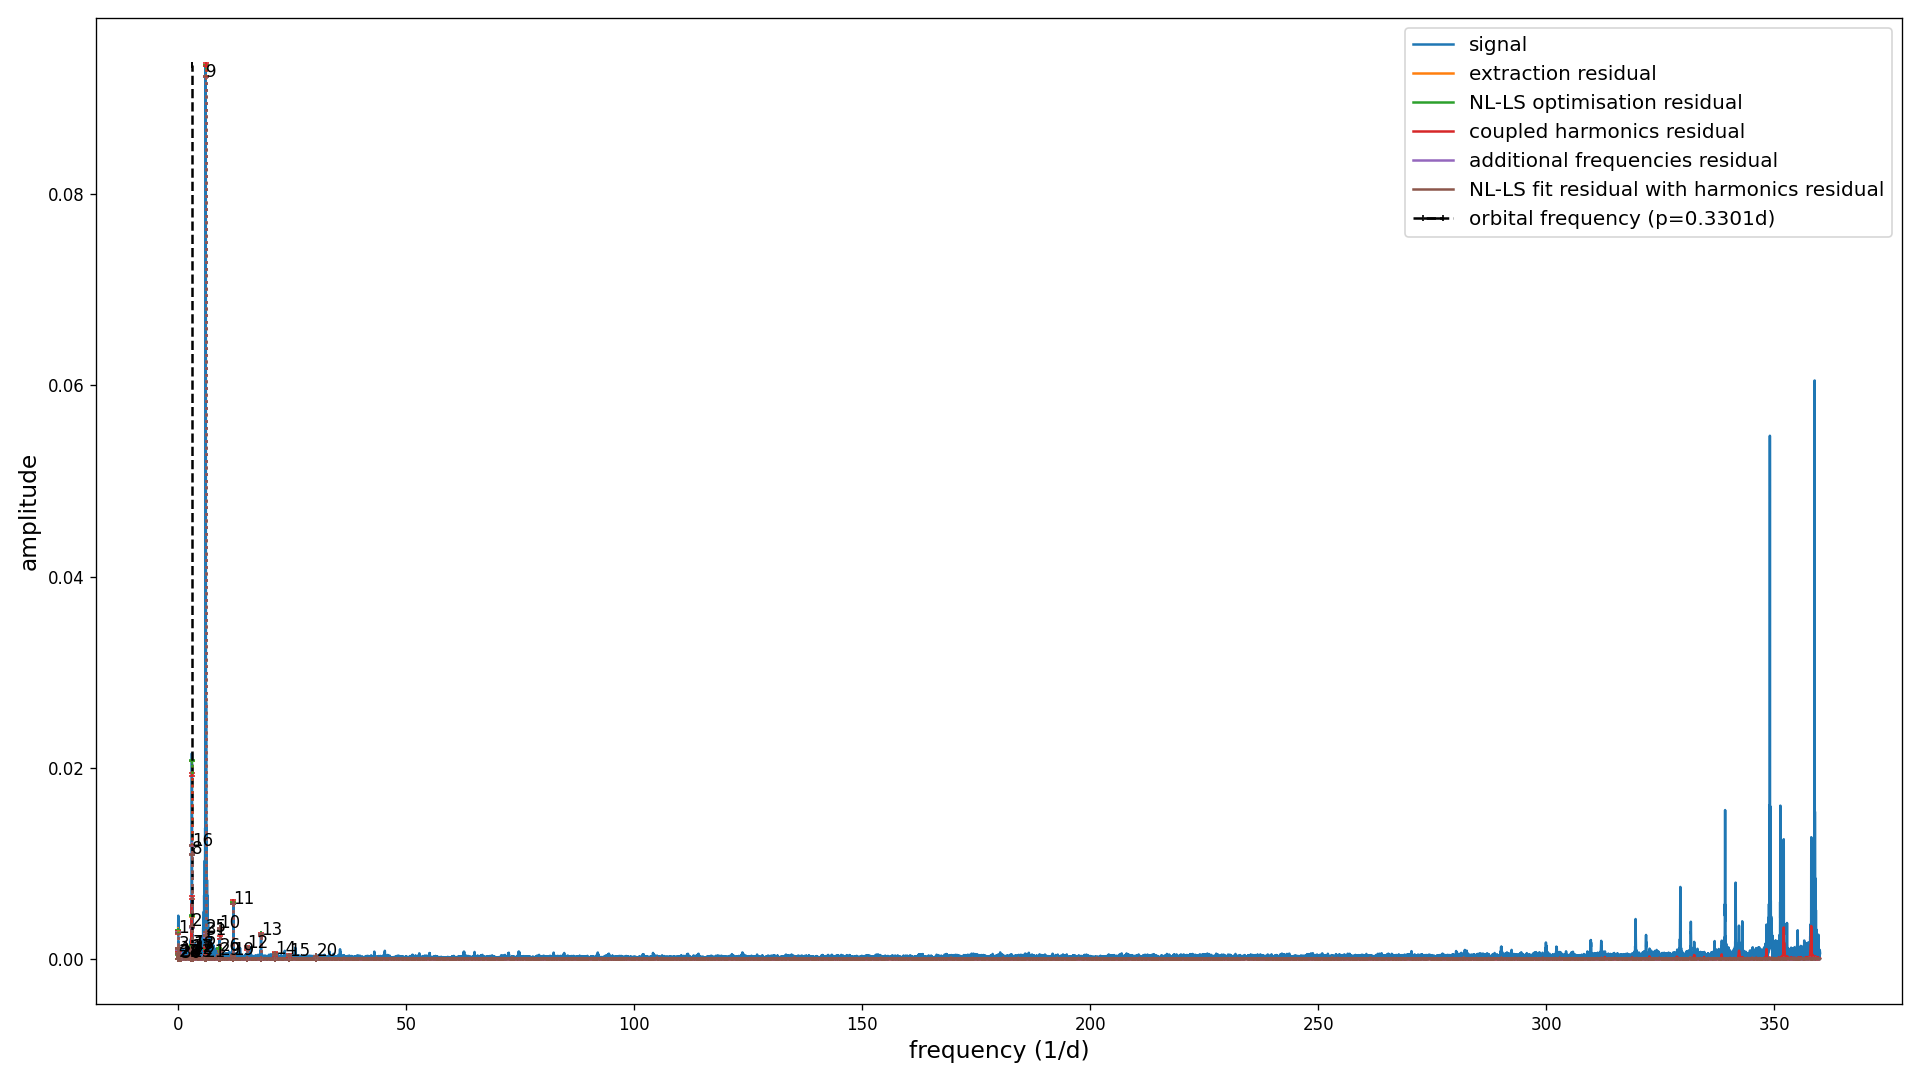 signal
extraction residual
NL-LS optimisation residual
coupled harmonics residual
additional frequencies residual
NL-LS fit residual with harmonics residual
orbital frequency (p=0.3301d)
amplitude
0.08
0.06
0.04
0.02
0.00
9
16
8
2
11
10
13
12
14
15
20
0
50
100
150
200
250
300
350
frequency (1/d)